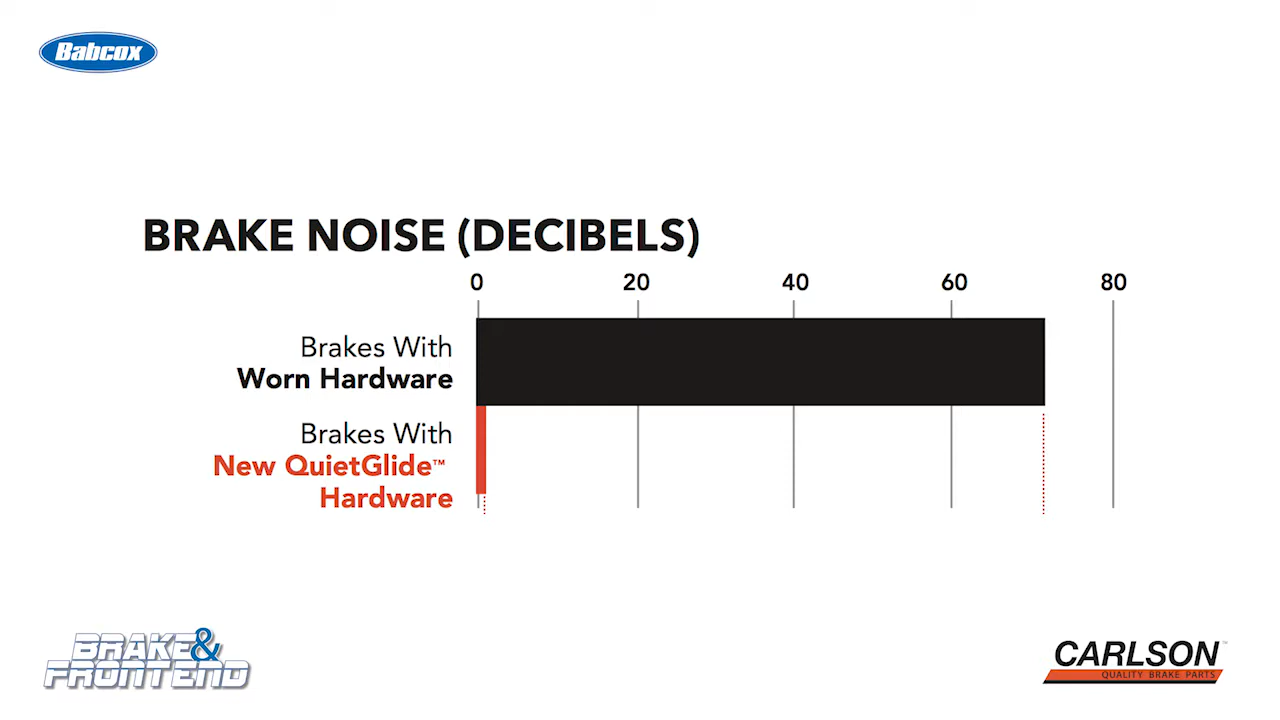 Babcox
BRAKE NOISE (DECIBELS)
0 20 40 60 80
Brakes With
Worn Hardware
Brakes With
New QuietGlide™
Hardware
BRAKE &
FRONT END
CARLSON™
QUALITY BRAKE PARTS